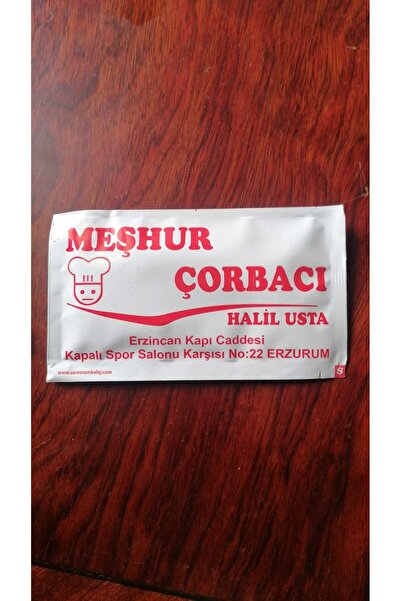 MEŞHUR
ÇORBACI
HALİL USTA
Erzincan Kapı Caddesi
Kapalı Spor Salonu Karşısı No:22 ERZURUM